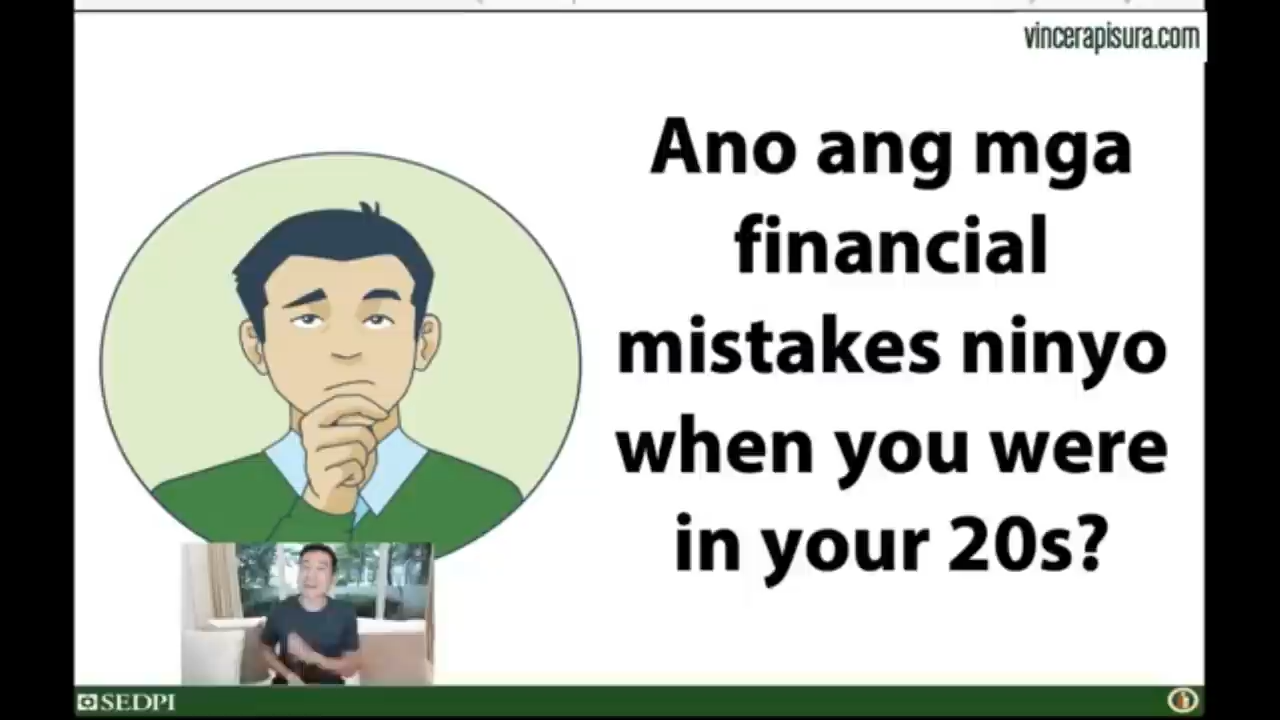 vincerapisura.com
Ano ang mga
financial
mistakes ninyo
when you were
in your 20s?
SEDPI